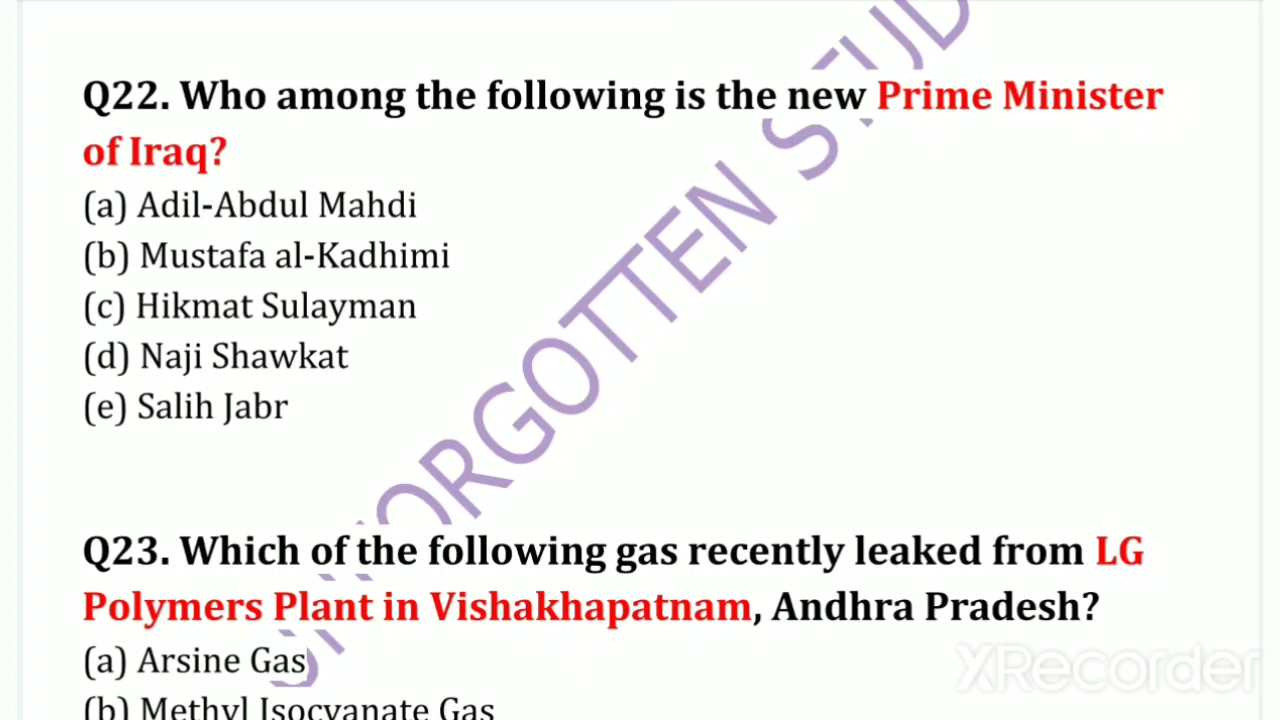 Q22. Who among the following is the new Prime Minister
of Iraq?
(a) Adil-Abdul Mahdi
(b) Mustafa al-Kadhimi
(c) Hikmat Sulayman
(d) Naji Shawkat
(e) Salih Jabr
Q23. Which of the following gas recently leaked from LG
Polymers Plant in Vishakhapatnam, Andhra Pradesh?
(a) Arsine Gas
(b) Methyl Isocyanate Gas
FORGOTTEN STUD
XRecorder